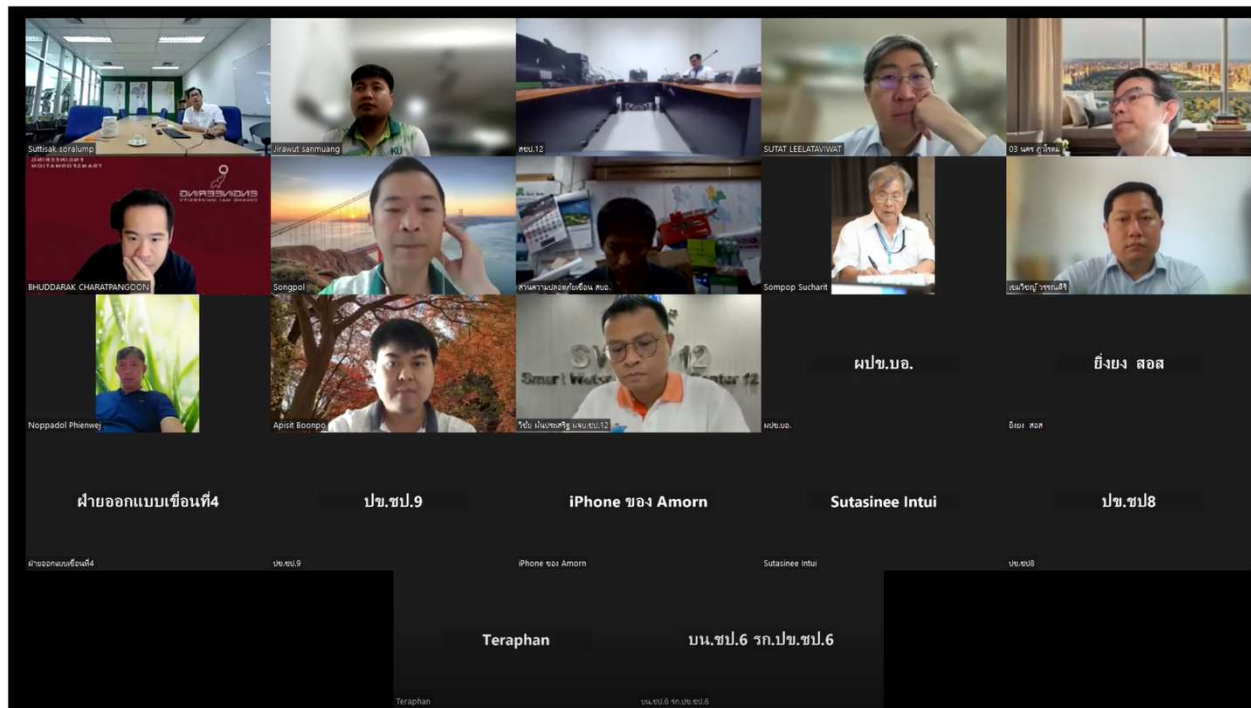 Suttisak soralump
Jirawut sanmuang
KU
สชป.12
SUTAT LEELATAVIWAT
03 นคร ภู่วโรดม
ENGINEERING
TRANSFORMATION
ENGINEERING
CHIANG MAI UNIVERSITY
BHUDDARAK CHARATPANGOON
Songpol
ส่วนความปลอดภัยเขื่อน สบอ.
Sompop Sucharit
Noppadol Phienwej
Apisit Boonpo
12
Smart Water
Center 12
ผปข.บอ.
ผปข.บอ.
ยิ่งยง สอส
ยิ่งยง สอส
ฝ่ายออกแบบเขื่อนที่4
ฝ่ายออกแบบเขื่อนที่4
ปข.ชป.9
ปข.ชป.9
iPhone ของ Amorn
iPhone ของ Amorn
Sutasinee Intui
Sutasinee Intui
ปข.ชป8
ปข.ชป8
Teraphan
Teraphan
บน.ชป.6 รก.ปข.ชป.6
บน.ชป.6 รก.ปข.ชป.6